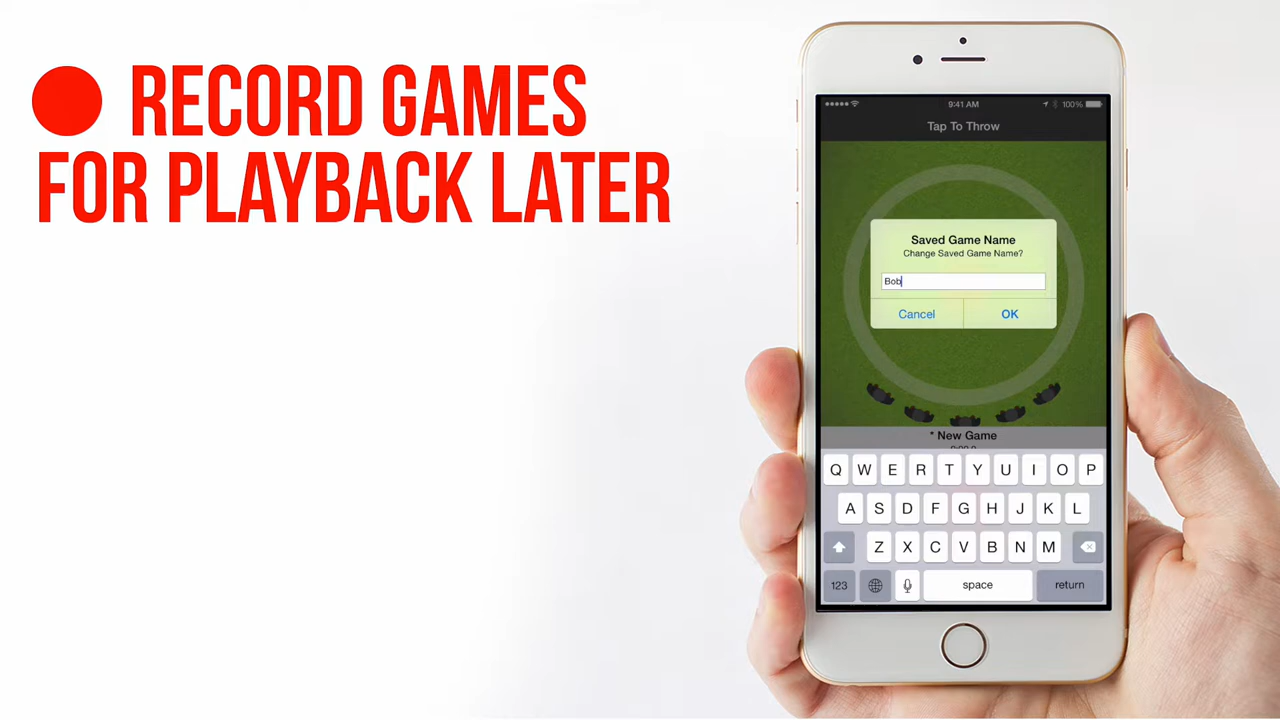 RECORD GAMES
FOR PLAYBACK LATER
9:41 AM
100%
Tap To Throw
Saved Game Name
Change Saved Game Name?
Bob
Cancel
OK
* New Game
Q W E R T Y U I O P
A S D F G H J K L
Z X C V B N M
123
space
return